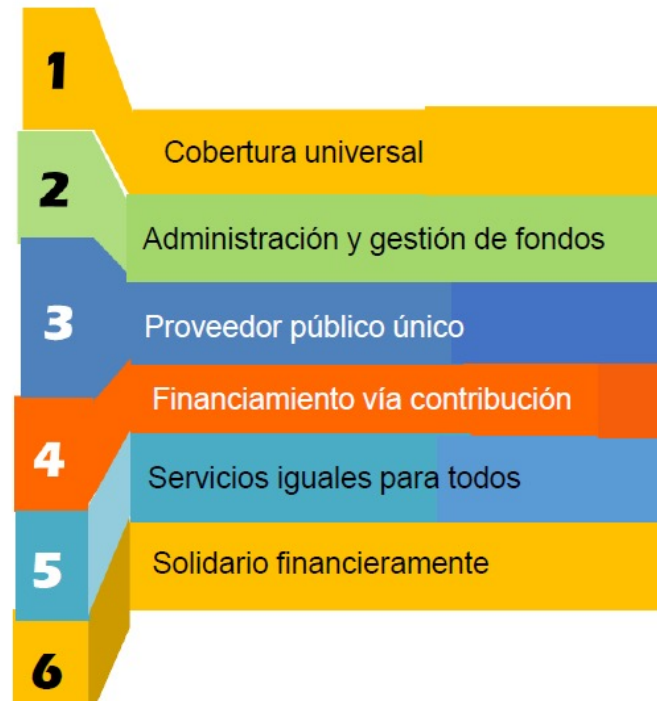 1
Cobertura universal
2
Administración y gestión de fondos
3
Proveedor público único
4
Financiamiento vía contribución
5
Servicios iguales para todos
6
Solidario financieramente